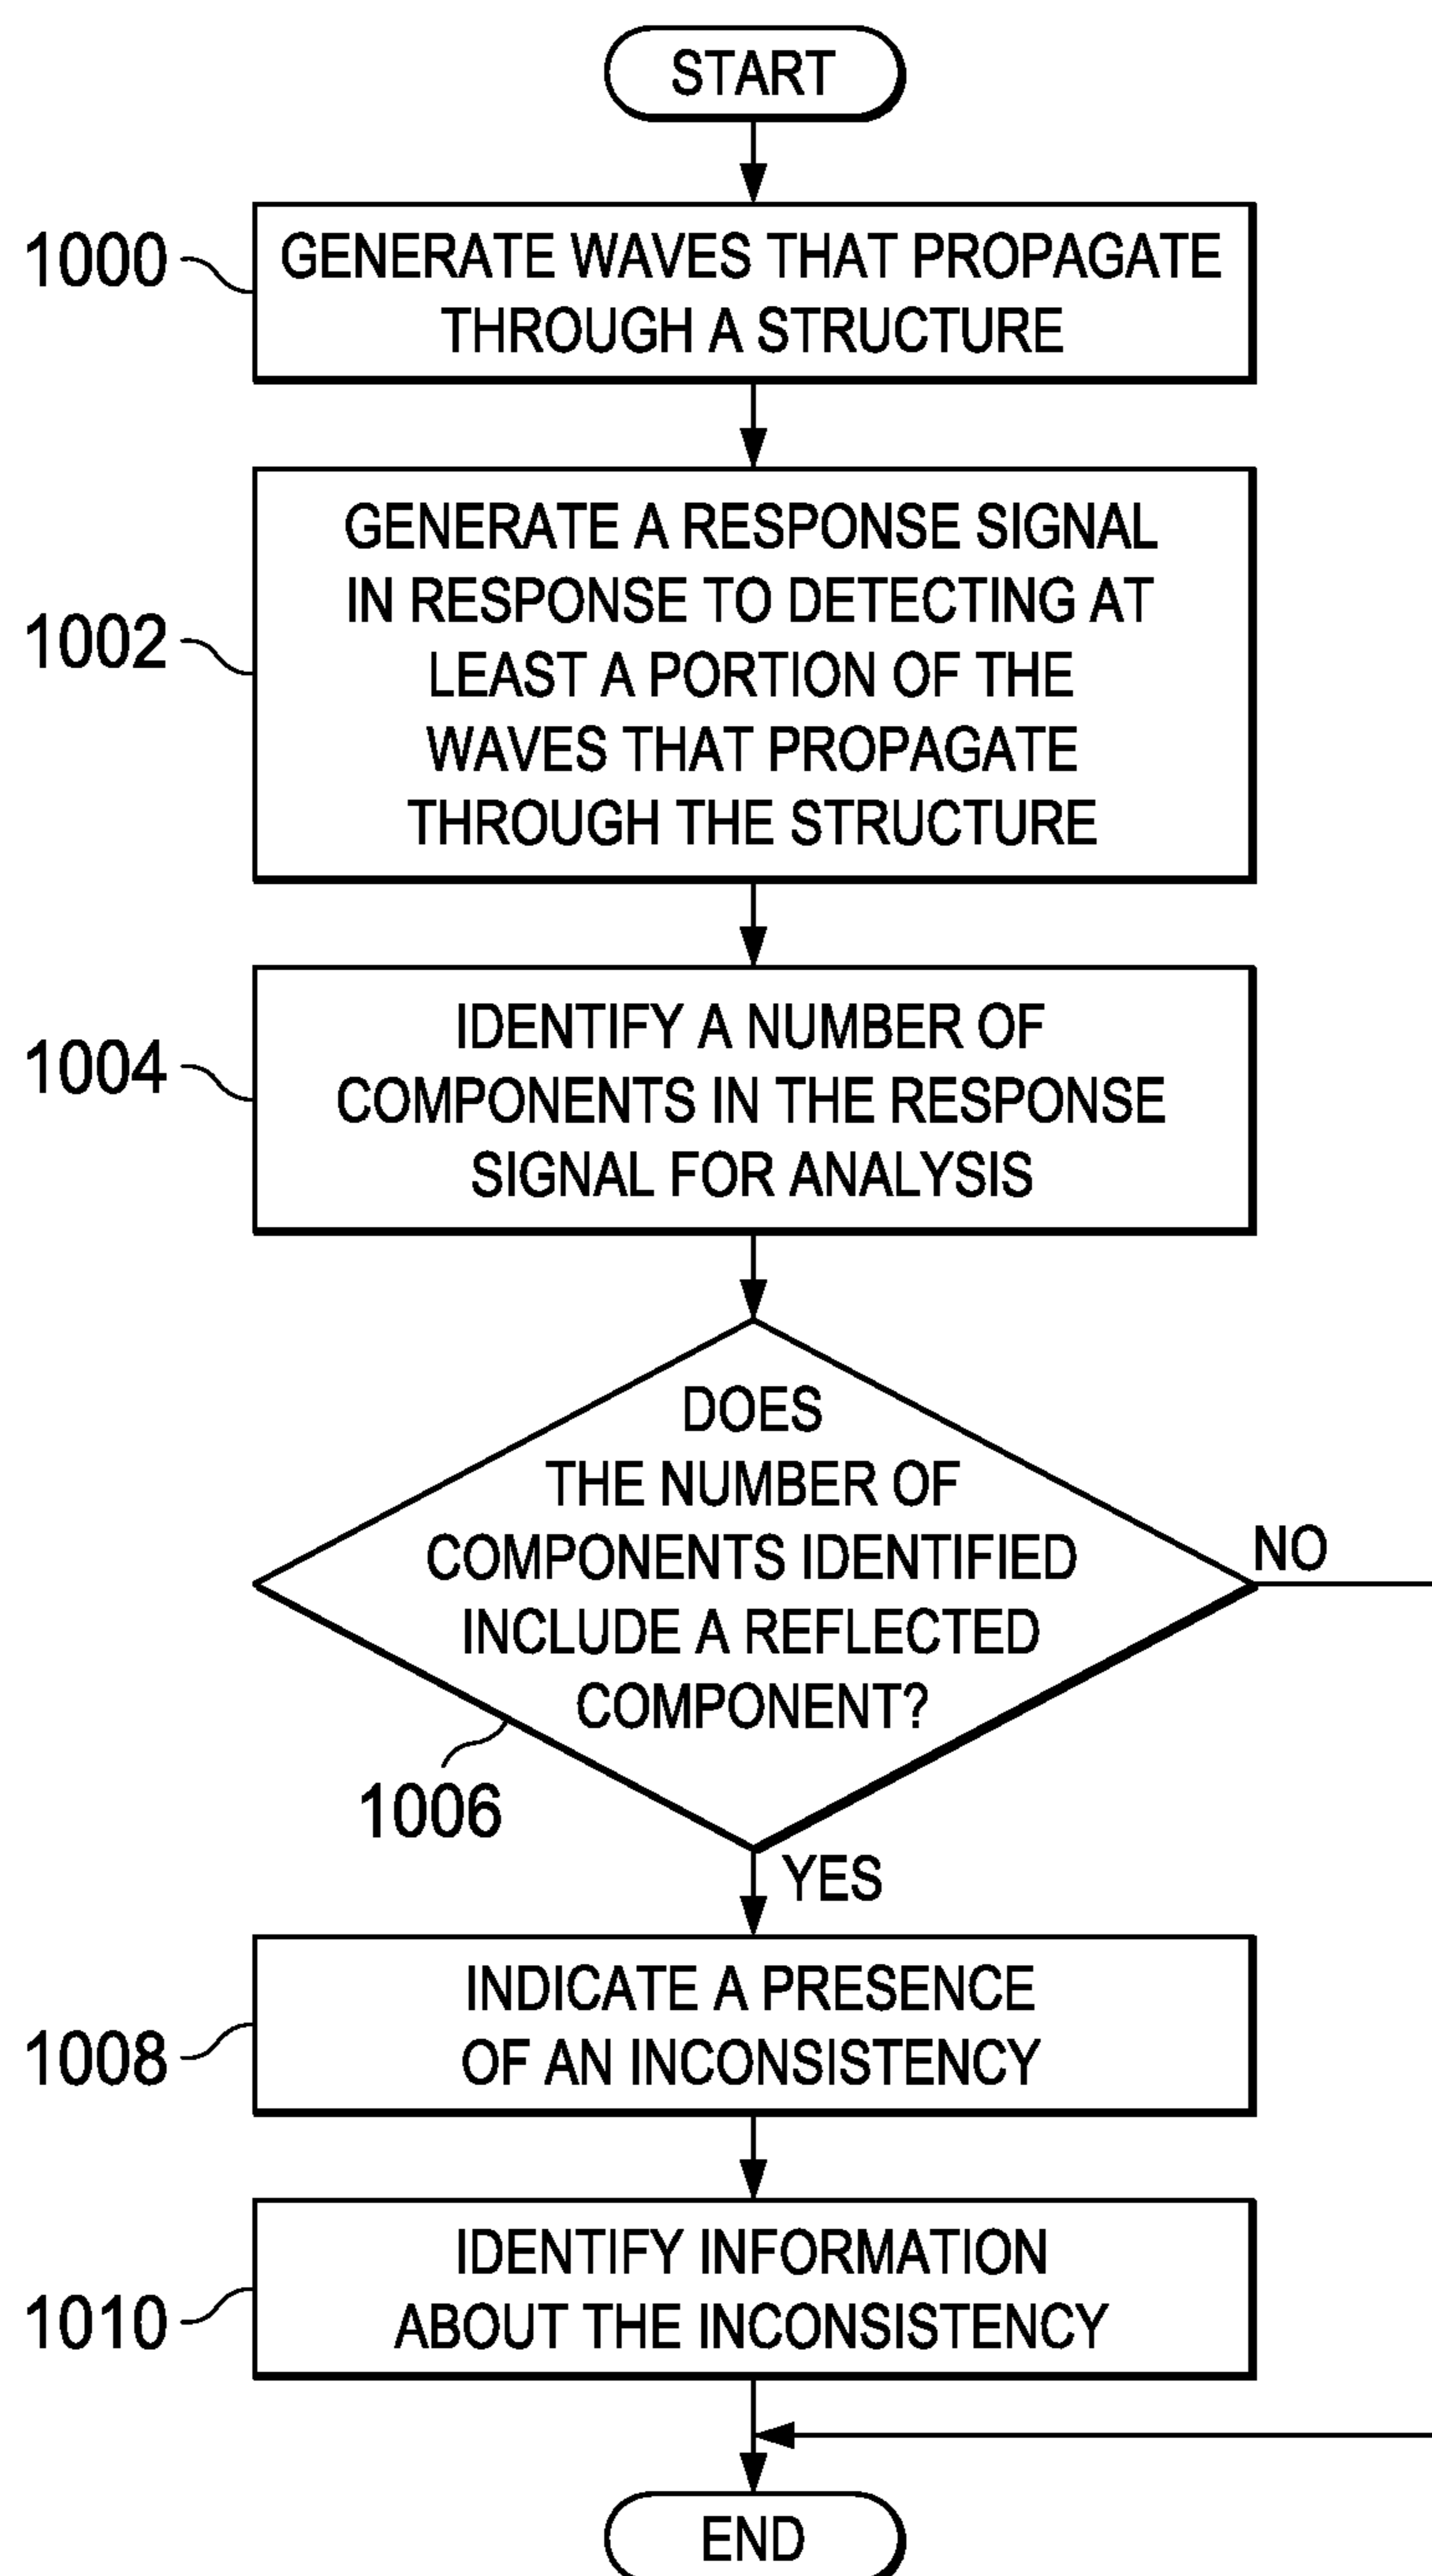 START
1000
GENERATE WAVES THAT PROPAGATE
THROUGH A STRUCTURE
1002
GENERATE A RESPONSE SIGNAL
IN RESPONSE TO DETECTING AT
LEAST A PORTION OF THE
WAVES THAT PROPAGATE
THROUGH THE STRUCTURE
1004
IDENTIFY A NUMBER OF
COMPONENTS IN THE RESPONSE
SIGNAL FOR ANALYSIS
DOES
THE NUMBER OF
COMPONENTS IDENTIFIED
INCLUDE A REFLECTED
COMPONENT?
NO
1006
YES
1008
INDICATE A PRESENCE
OF AN INCONSISTENCY
1010
IDENTIFY INFORMATION
ABOUT THE INCONSISTENCY
END